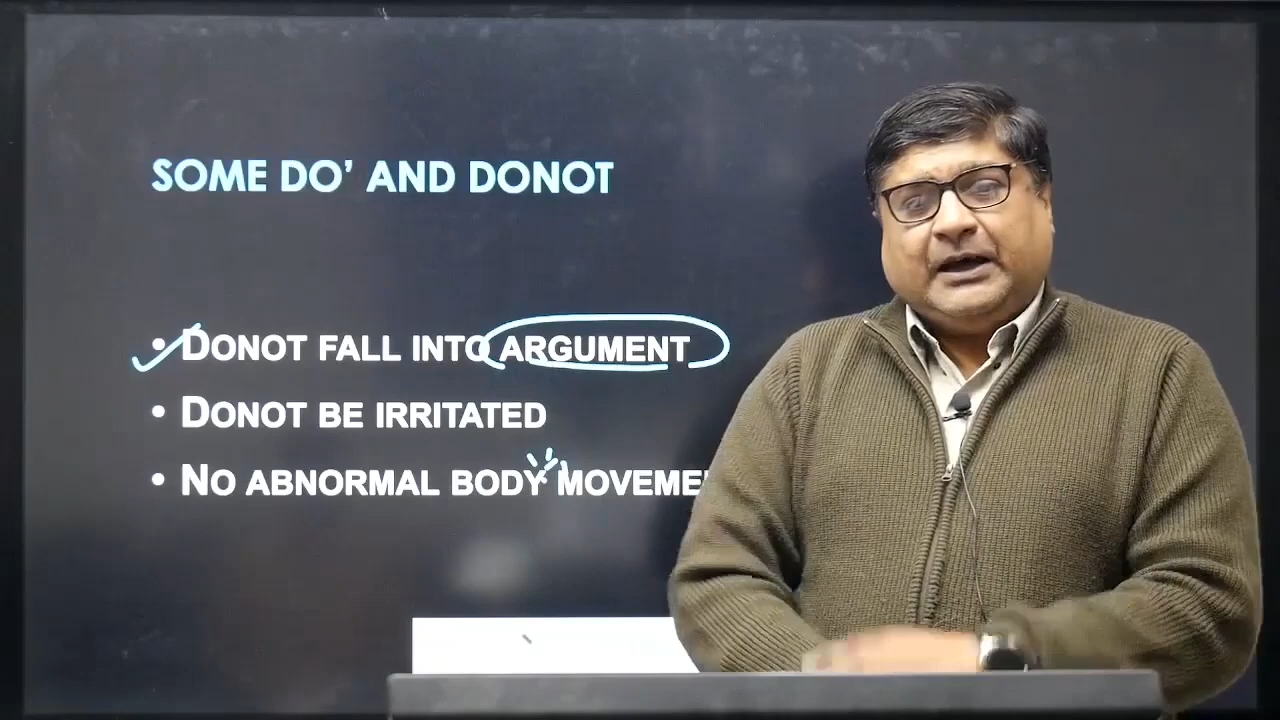 SOME DO' AND DONOT
• DONOT FALL INTO ARGUMENT
• DONOT BE IRRITATED
• NO ABNORMAL BODY